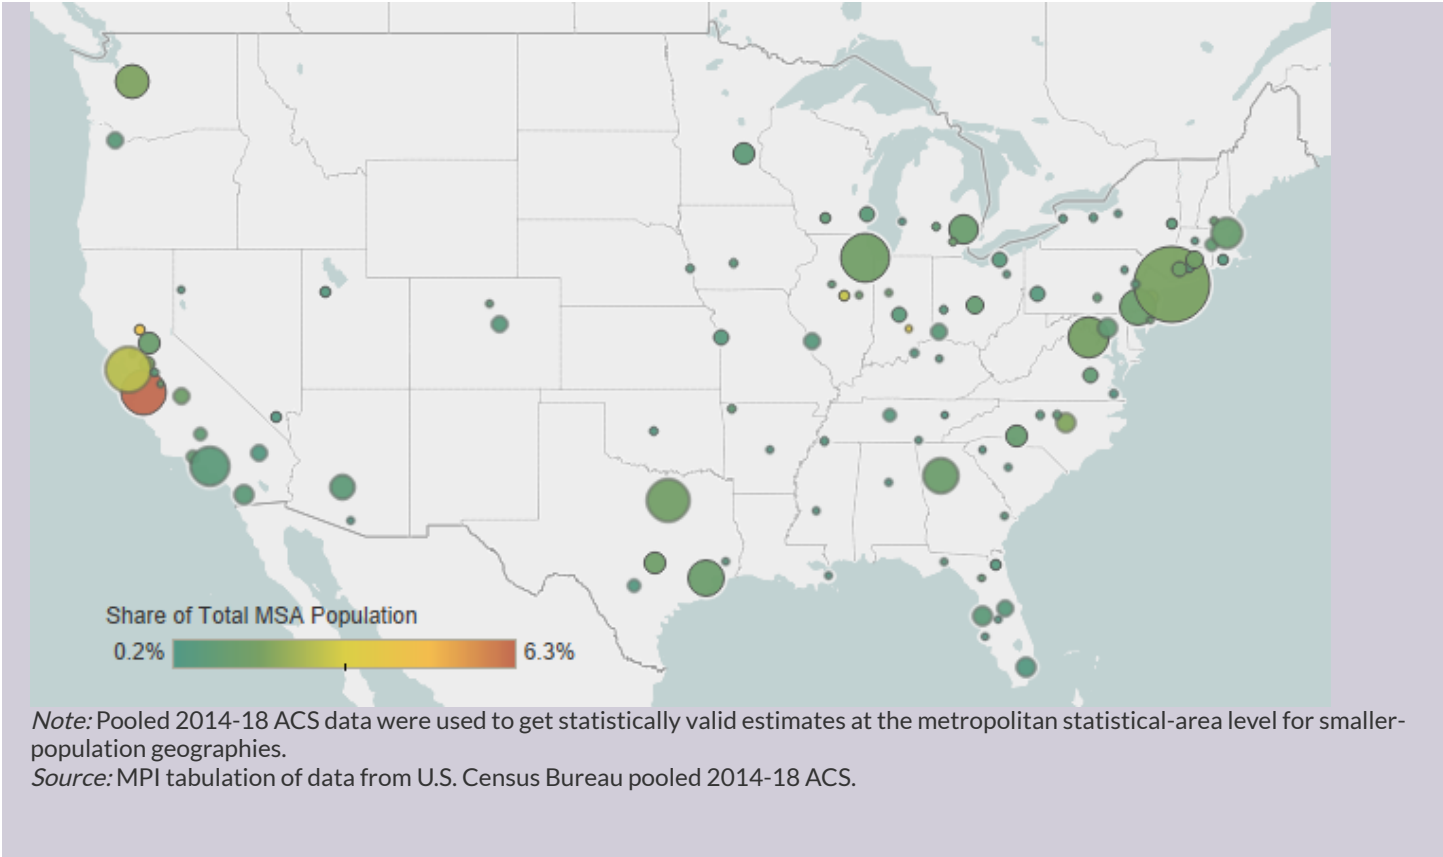 Share of Total MSA Population
0.2% 6.3%
Note: Pooled 2014-18 ACS data were used to get statistically valid estimates at the metropolitan statistical-area level for smaller-
population geographies.
Source: MPI tabulation of data from U.S. Census Bureau pooled 2014-18 ACS.